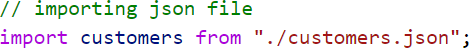 // importing json file
import customers from "./customers.json";